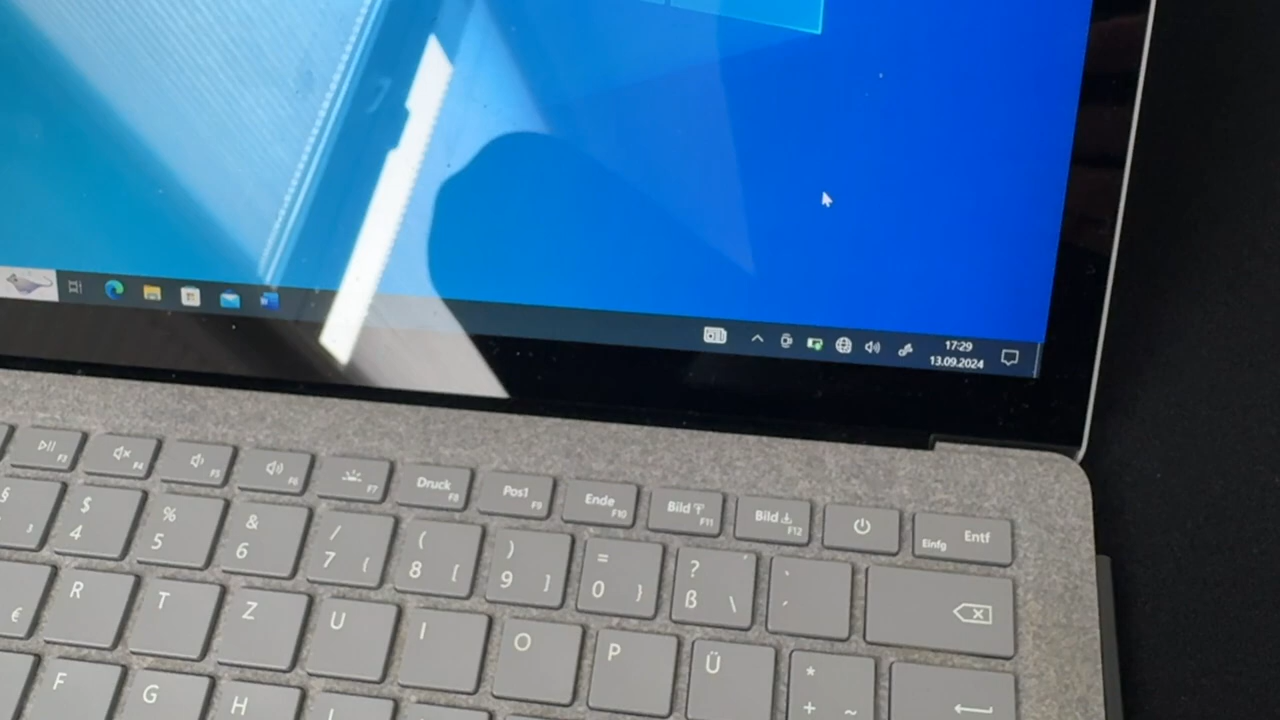 17:29
13.09.2024
F3
F4
F5
F6
F7
Druck F8
Pos1 F9
Ende F10
Bild F11
Bild F12
Einfg Entf
§ 3
$ 4
% 5
& 6
/ 7 {
( 8 [
) 9 ]
= 0 }
? ß \
` ´
€
R
T
Z
U
I
O
P
Ü
* + ~
F
G
H